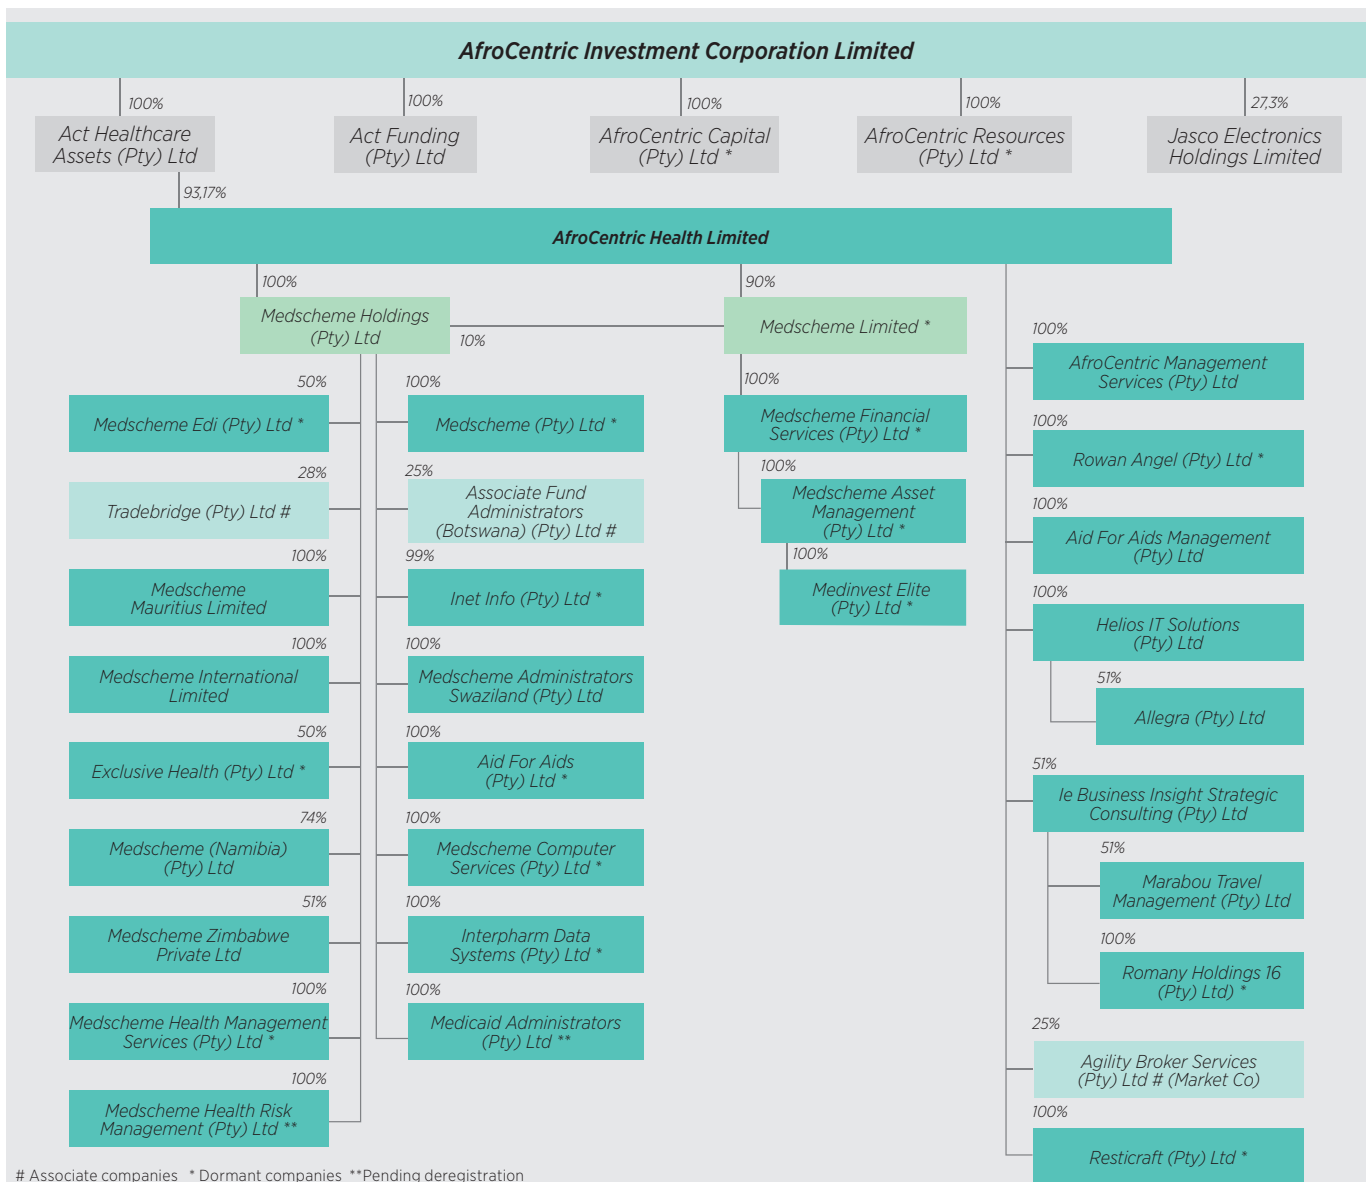 AfroCentric Investment Corporation Limited
100%
100%
100%
100%
27,3%
Act Healthcare
Assets (Pty) Ltd
Act Funding
(Pty) Ltd
AfroCentric Capital
(Pty) Ltd *
AfroCentric Resources
(Pty) Ltd *
Jasco Electronics
Holdings Limited
93,17%
AfroCentric Health Limited
100%
90%
Medscheme Holdings
(Pty) Ltd
10%
Medscheme Limited *
50%
Medscheme Edi (Pty) Ltd *
28%
Tradebridge (Pty) Ltd #
100%
Medscheme
Mauritius Limited
100%
Medscheme International
Limited
50%
Exclusive Health (Pty) Ltd *
74%
Medscheme (Namibia)
(Pty) Ltd
51%
Medscheme Zimbabwe
Private Ltd
100%
Medscheme Health Management
Services (Pty) Ltd *
100%
Medscheme Health Risk
Management (Pty) Ltd **
100%
Medscheme (Pty) Ltd *
25%
Associate Fund
Administrators
(Botswana) (Pty) Ltd #
99%
Inet Info (Pty) Ltd *
100%
Medscheme Administrators
Swaziland (Pty) Ltd
100%
Aid For Aids
(Pty) Ltd *
100%
Medscheme Computer
Services (Pty) Ltd *
100%
Interpharm Data
Systems (Pty) Ltd *
100%
Medicaid Administrators
(Pty) Ltd **
100%
Medscheme Financial
Services (Pty) Ltd *
100%
Medscheme Asset
Management
(Pty) Ltd *
100%
Medinvest Elite
(Pty) Ltd *
100%
AfroCentric Management
Services (Pty) Ltd
100%
Rowan Angel (Pty) Ltd *
100%
Aid For Aids Management
(Pty) Ltd
100%
Helios IT Solutions
(Pty) Ltd
51%
Allegra (Pty) Ltd
51%
Ie Business Insight Strategic
Consulting (Pty) Ltd
51%
Marabou Travel
Management (Pty) Ltd
100%
Romany Holdings 16
(Pty) Ltd) *
25%
Agility Broker Services
(Pty) Ltd # (Market Co)
100%
Resticraft (Pty) Ltd *
# Associate companies * Dormant companies **Pending deregistration